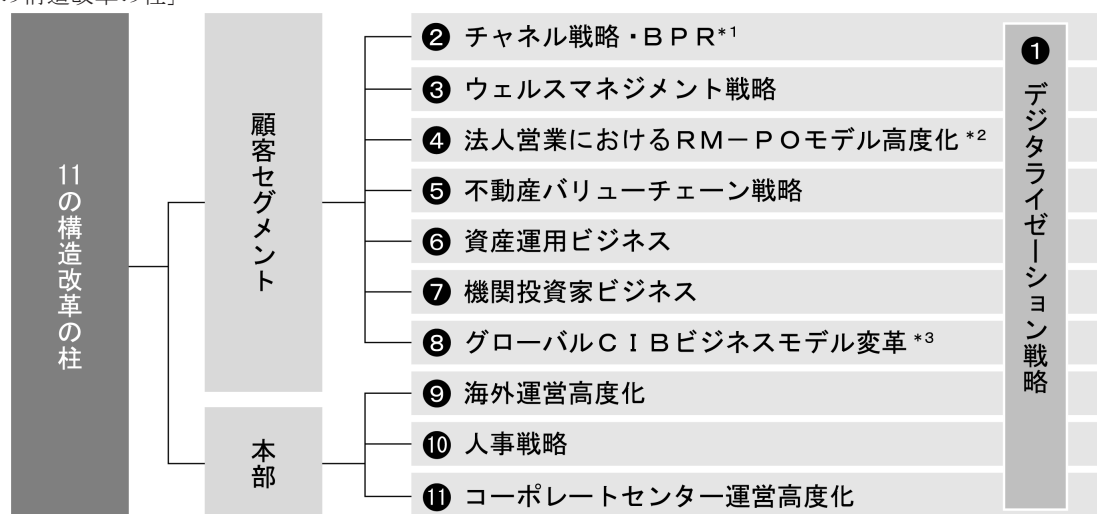 の構造改革の柱」
11の構造改革の柱
顧客セグメント
❷ チャネル戦略・BPR*1
❸ ウェルスマネジメント戦略
❹ 法人営業におけるRM－POモデル高度化 *2
❺ 不動産バリューチェーン戦略
❻ 資産運用ビジネス
❼ 機関投資家ビジネス
❽ グローバルCIBビジネスモデル変革 *3
本部
❾ 海外運営高度化
❿ 人事戦略
⓫ コーポレートセンター運営高度化
❶ デジタライゼーション戦略